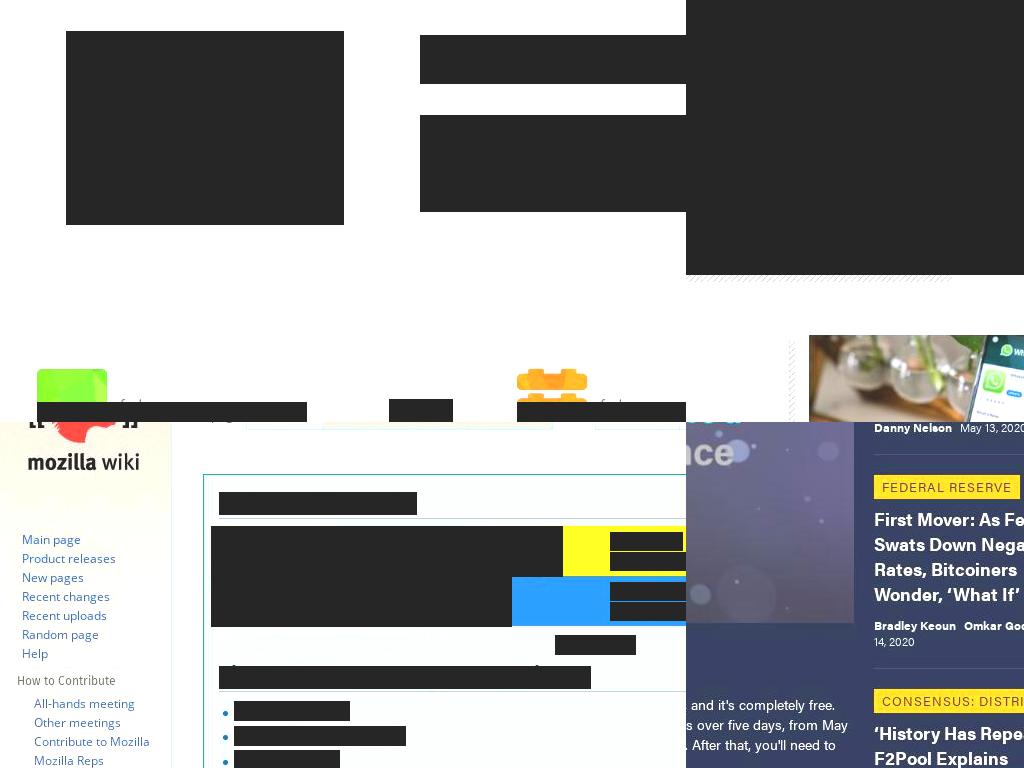 mozilla wiki
Main page
Product releases
New pages
Recent changes
Recent uploads
Random page
Help
How to Contribute
All-hands meeting
Other meetings
Contribute to Mozilla
Mozilla Reps
nce
and it's completely free.
s over five days, from May
. After that, you'll need to
Danny Nelson May 13, 2020
FEDERAL RESERVE
First Mover: As Fe
Swats Down Nega
Rates, Bitcoiners
Wonder, ‘What If’
Bradley Keoun Omkar Goo
14, 2020
CONSENSUS: DISTRI
‘History Has Repe
F2Pool Explains